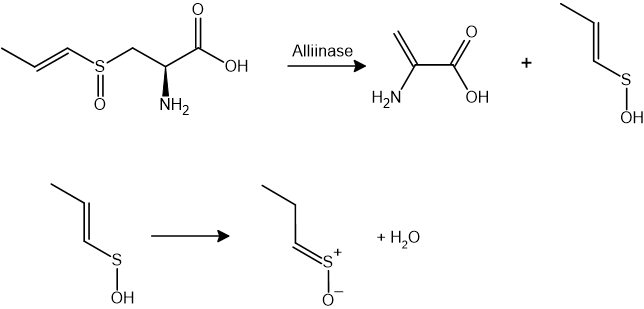 O
OH
S
O
NH₂
Alliinase
O
H₂N
OH
+
S
OH
S
OH
S⁺
O⁻
+ H₂O